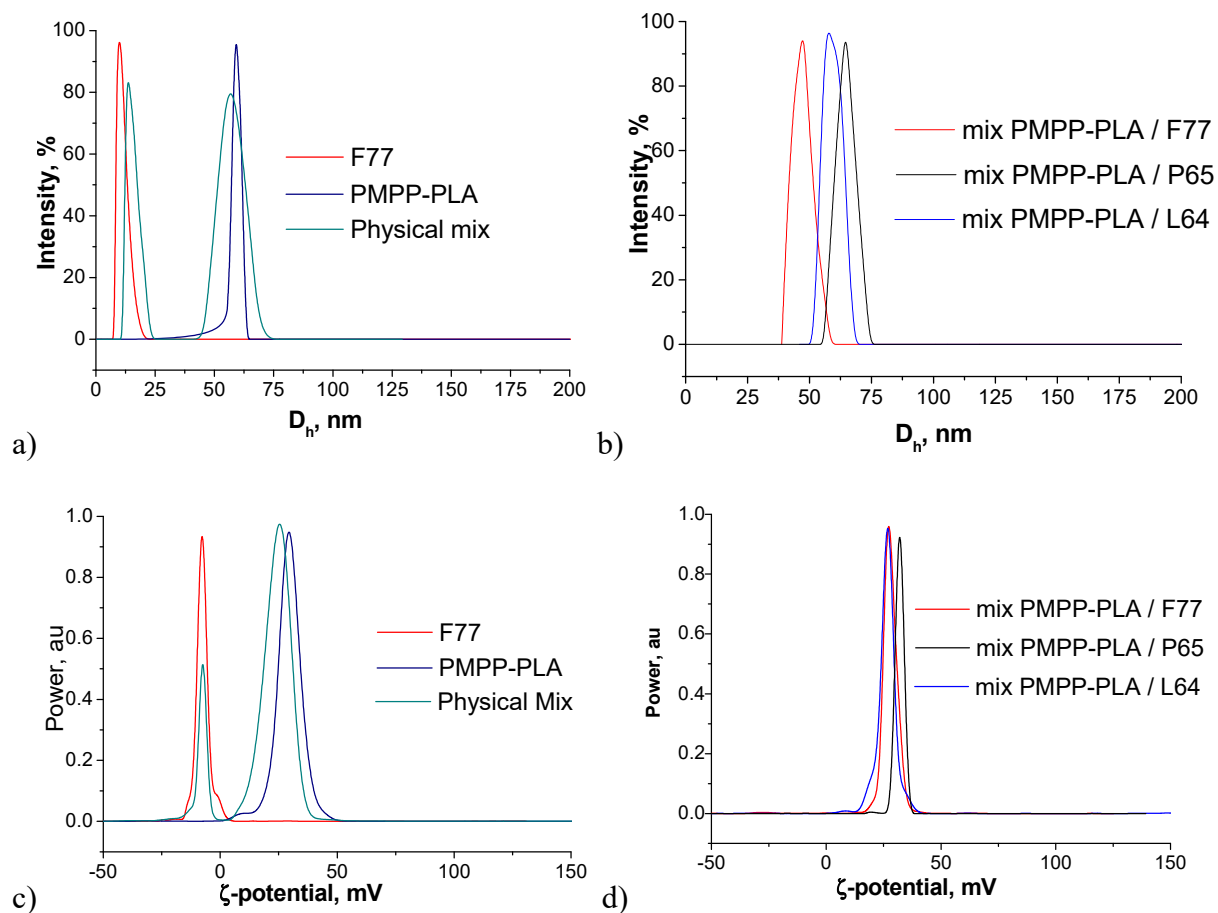 100
80
60
40
20
0
Intensity, %
F77
PMPP-PLA
Physical mix
0 25 50 75 100 125 150 175 200
D_h, nm
a)
100
80
60
40
20
0
Intensity, %
mix PMPP-PLA / F77
mix PMPP-PLA / P65
mix PMPP-PLA / L64
0 25 50 75 100 125 150 175 200
D_h, nm
b)
1.0
0.8
0.6
0.4
0.2
0.0
Power, au
F77
PMPP-PLA
Physical Mix
-50 0 50 100 150
ζ-potential, mV
c)
1.0
0.8
0.6
0.4
0.2
0.0
Power, au
mix PMPP-PLA / F77
mix PMPP-PLA / P65
mix PMPP-PLA / L64
-50 0 50 100 150
ζ-potential, mV
d)